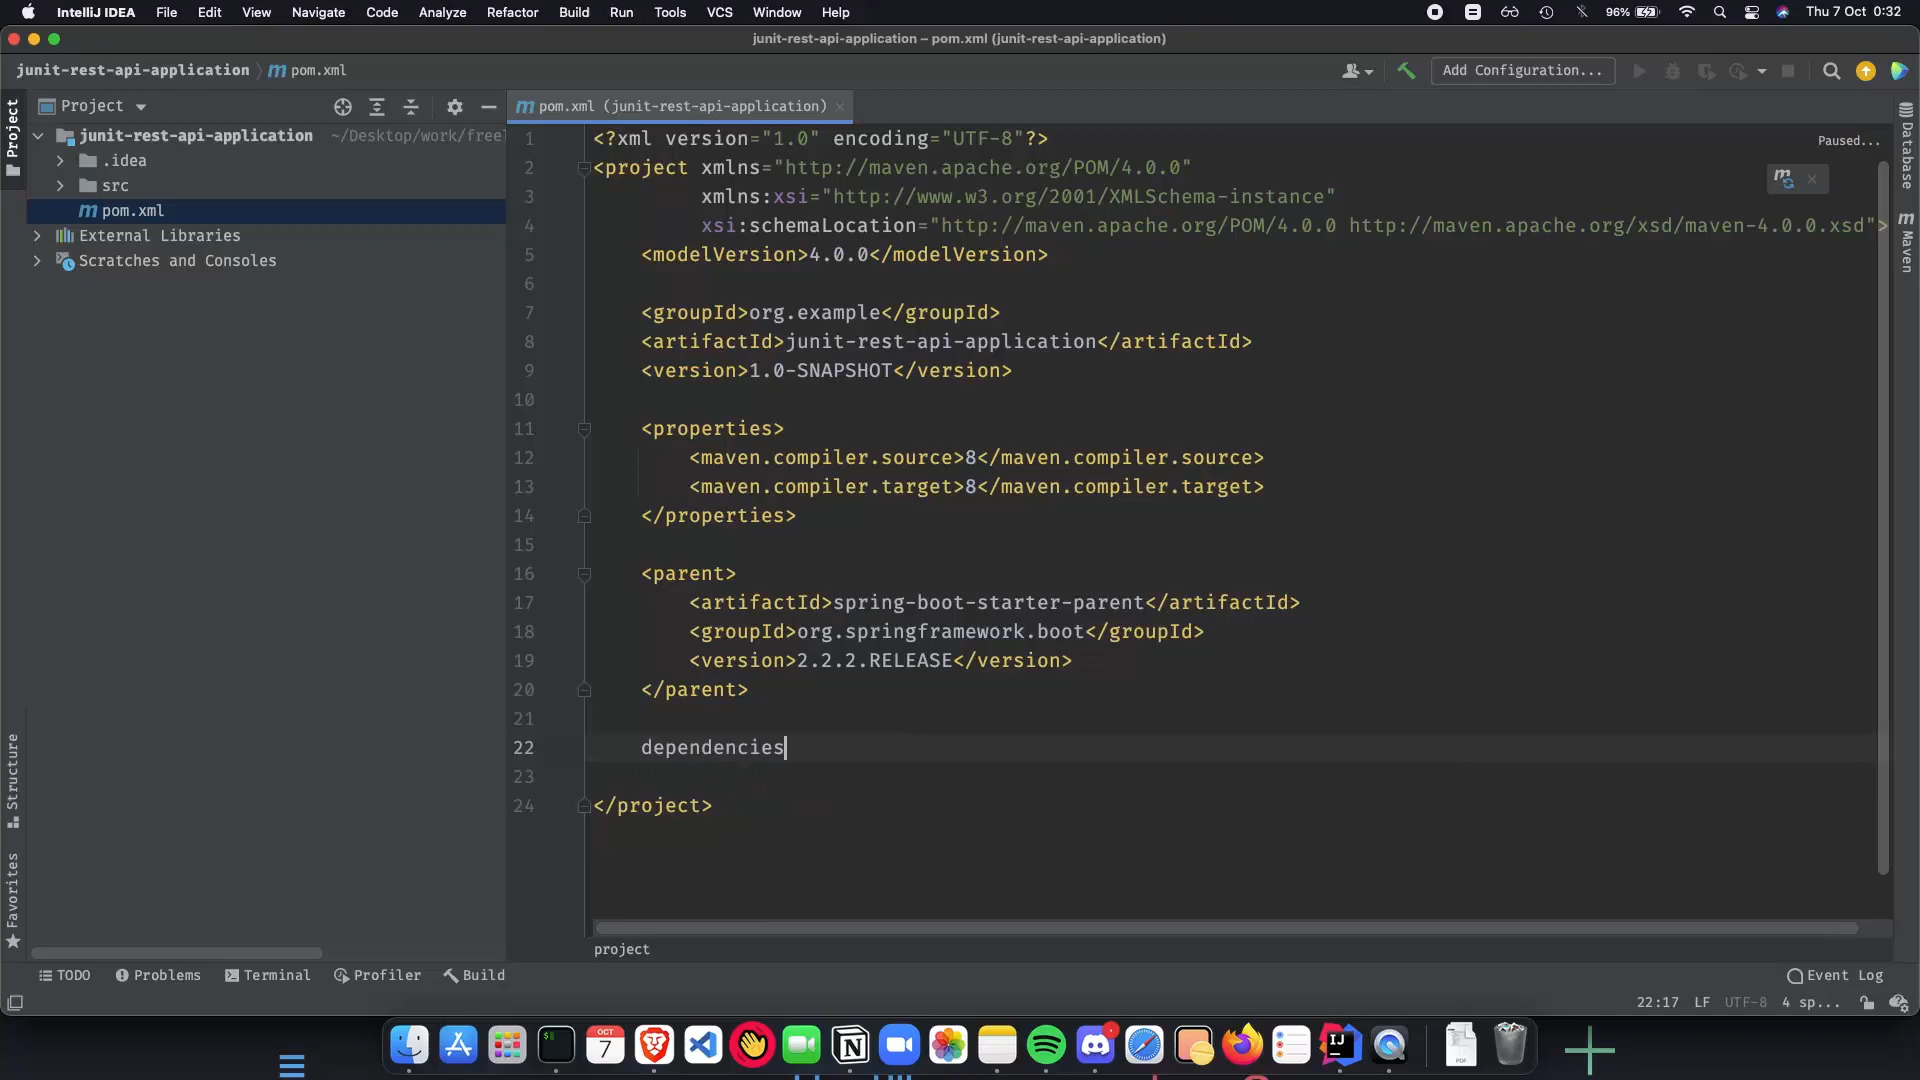 IntelliJ IDEA File Edit View Navigate Code Analyze Refactor Build Run Tools VCS Window Help 96% Thu 7 Oct 0:32
junit-rest-api-application – pom.xml (junit-rest-api-application)
junit-rest-api-application pom.xml Add Configuration...
Project
Project
junit-rest-api-application ~/Desktop/work/free
.idea
src
pom.xml
External Libraries
Scratches and Consoles
Structure
Favorites
pom.xml (junit-rest-api-application)
1 <?xml version="1.0" encoding="UTF-8"?>
2 <project xmlns="http://maven.apache.org/POM/4.0.0"
3 xmlns:xsi="http://www.w3.org/2001/XMLSchema-instance"
4 xsi:schemaLocation="http://maven.apache.org/POM/4.0.0 http://maven.apache.org/xsd/maven-4.0.0.xsd">
5 <modelVersion>4.0.0</modelVersion>
6
7 <groupId>org.example</groupId>
8 <artifactId>junit-rest-api-application</artifactId>
9 <version>1.0-SNAPSHOT</version>
10
11 <properties>
12 <maven.compiler.source>8</maven.compiler.source>
13 <maven.compiler.target>8</maven.compiler.target>
14 </properties>
15
16 <parent>
17 <artifactId>spring-boot-starter-parent</artifactId>
18 <groupId>org.springframework.boot</groupId>
19 <version>2.2.2.RELEASE</version>
20 </parent>
21
22 dependencies
23
24 </project>
Paused...
Database
Maven
project
TODO Problems Terminal Profiler Build Event Log
22:17 LF UTF-8 4 sp...
OCT
7
PDF